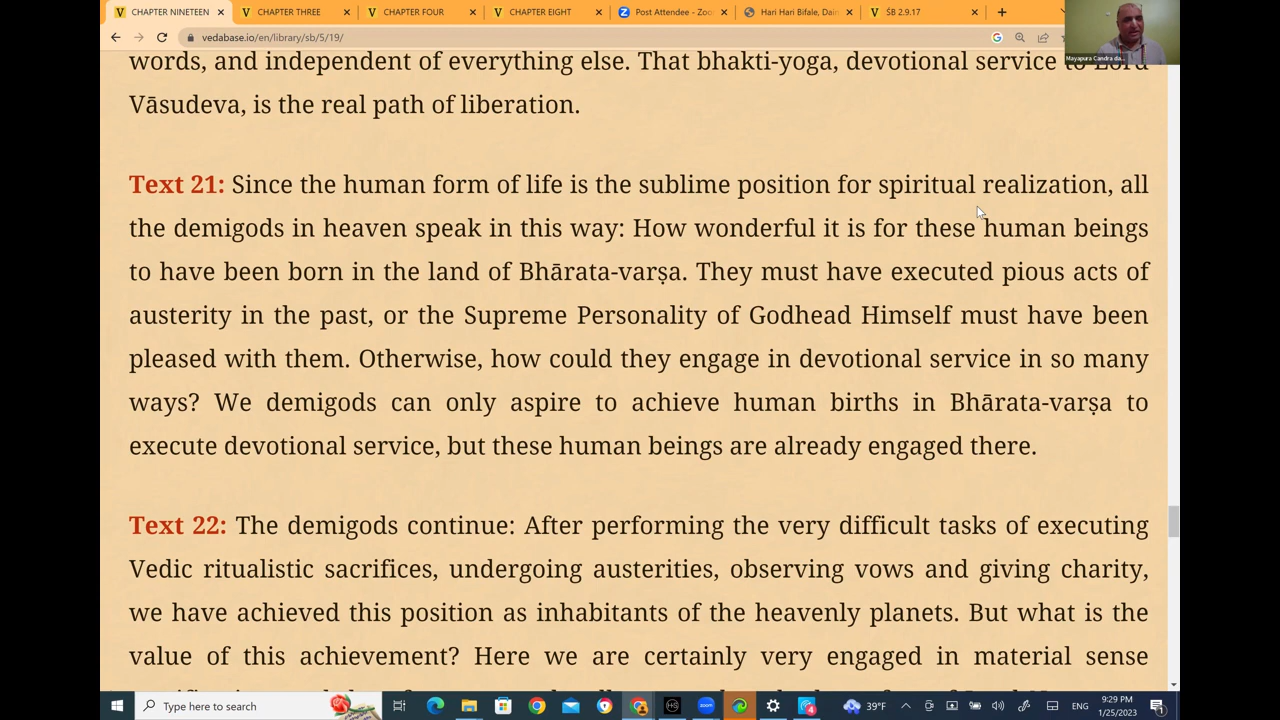 CHAPTER NINETEEN
CHAPTER THREE
CHAPTER FOUR
CHAPTER EIGHT
Post Attendee - Zoo
Hari Hari Bifale, Dain
ŚB 2.9.17
vedabase.io/en/library/sb/5/19/
Mayapura Candra da...
words, and independent of everything else. That bhakti-yoga, devotional service to Lord
Vāsudeva, is the real path of liberation.
Text 21: Since the human form of life is the sublime position for spiritual realization, all
the demigods in heaven speak in this way: How wonderful it is for these human beings
to have been born in the land of Bhārata-varṣa. They must have executed pious acts of
austerity in the past, or the Supreme Personality of Godhead Himself must have been
pleased with them. Otherwise, how could they engage in devotional service in so many
ways? We demigods can only aspire to achieve human births in Bhārata-varṣa to
execute devotional service, but these human beings are already engaged there.
Text 22: The demigods continue: After performing the very difficult tasks of executing
Vedic ritualistic sacrifices, undergoing austerities, observing vows and giving charity,
we have achieved this position as inhabitants of the heavenly planets. But what is the
value of this achievement? Here we are certainly very engaged in material sense
Type here to search
zoom
39°F
ENG
9:29 PM
1/25/2023